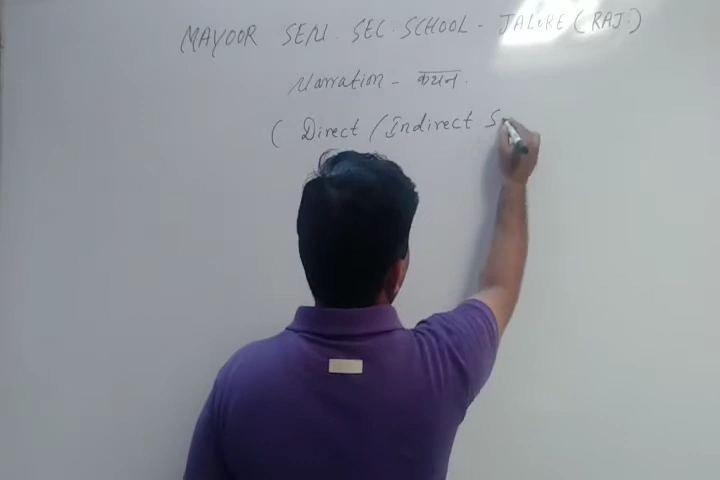 MAYOOR SEN. SEC. SCHOOL - JALORE (RAJ.)
Narration - कथन.
( Direct / Indirect S